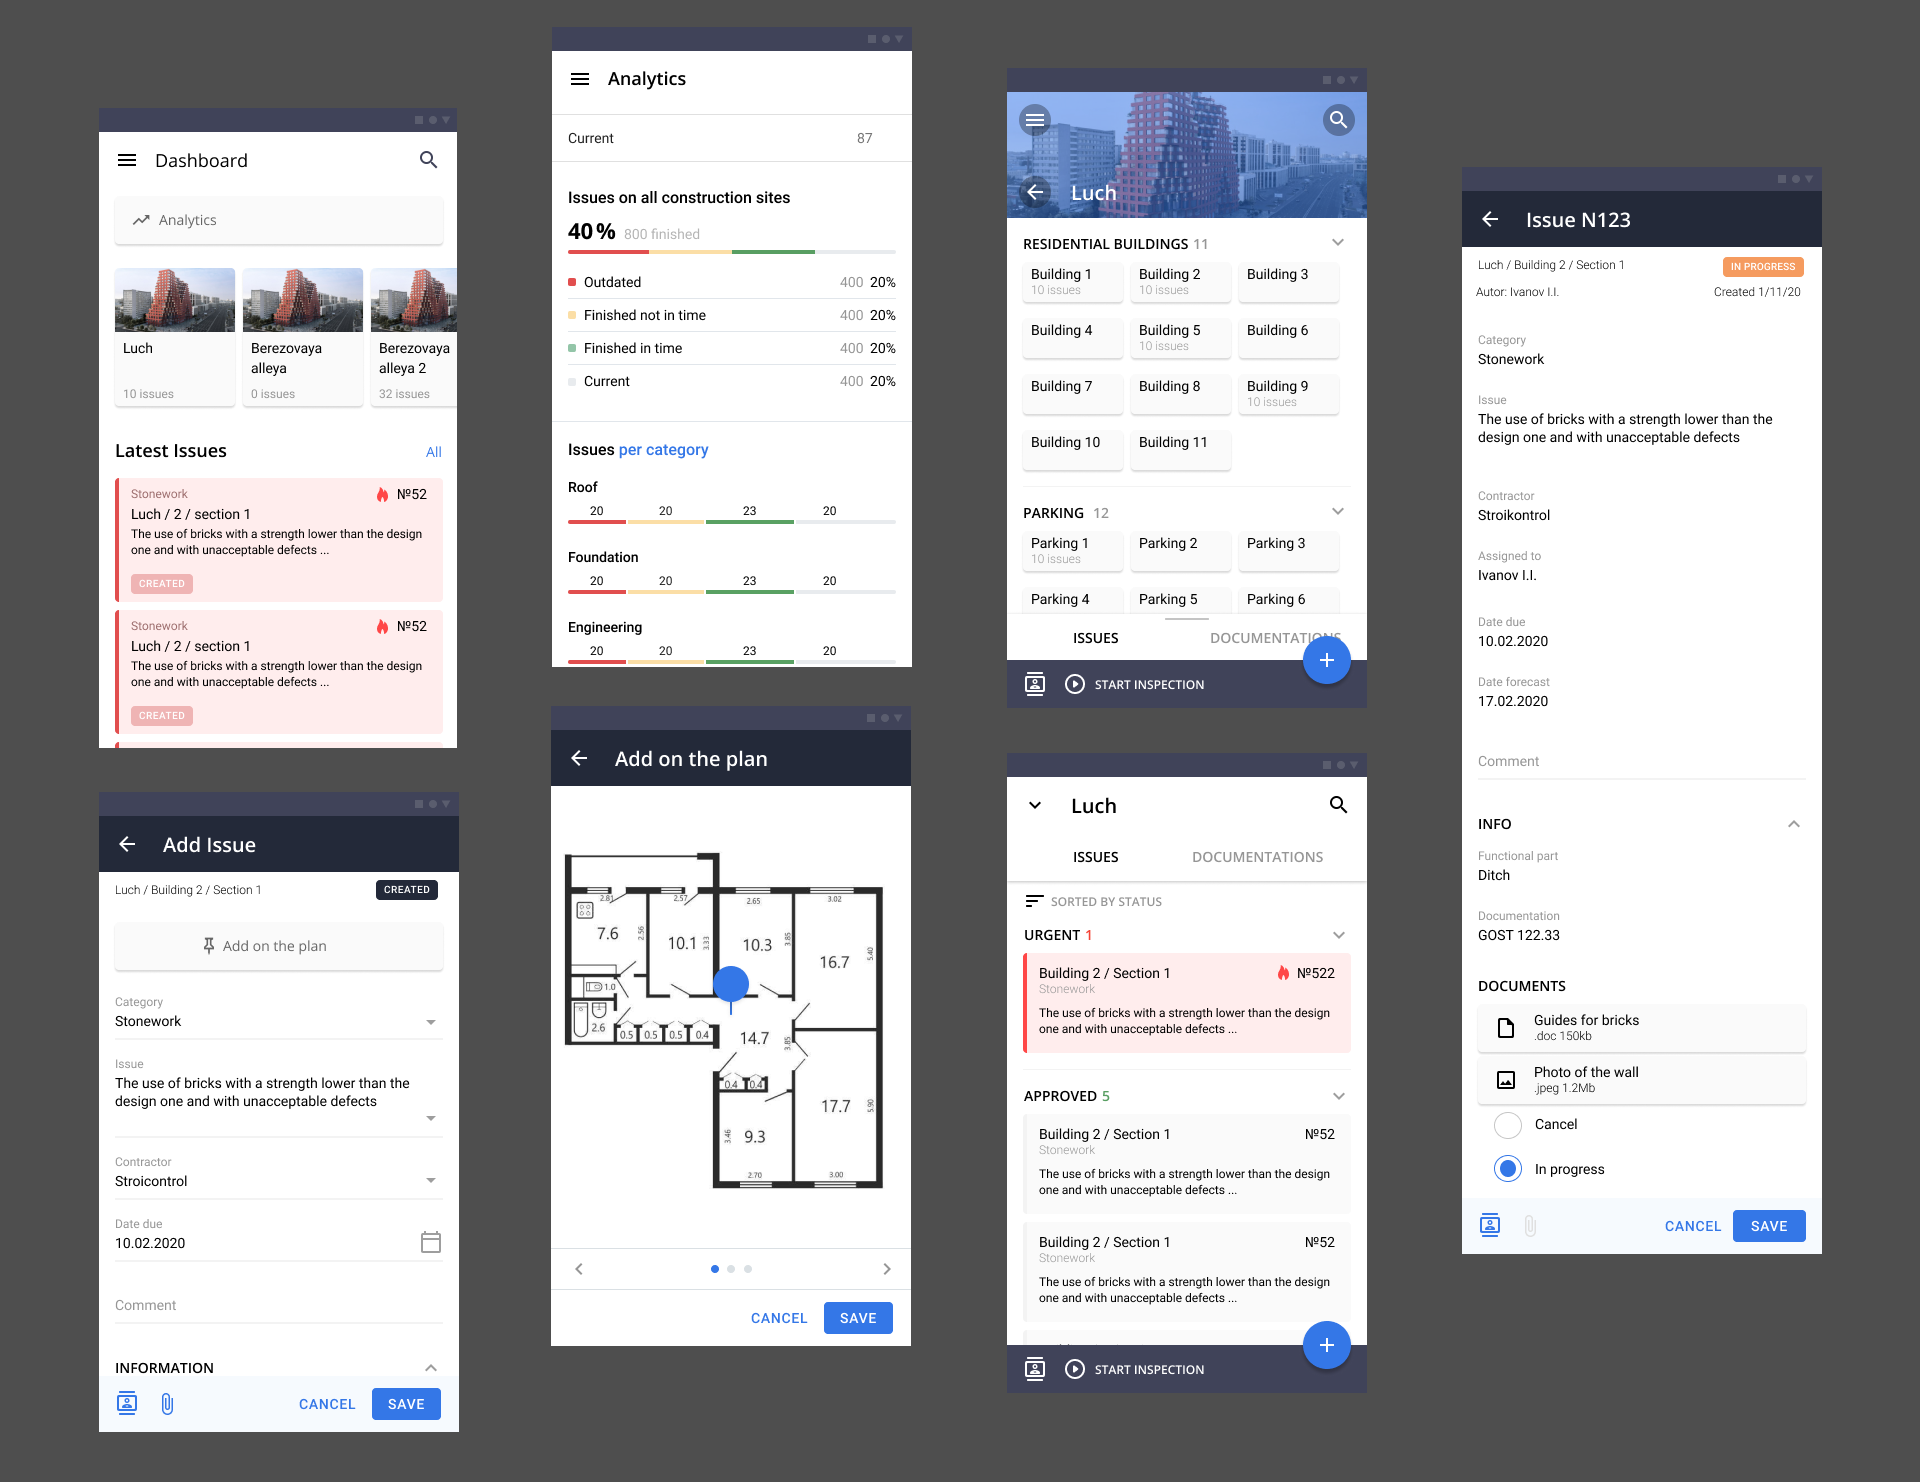 Dashboard
Analytics
Luch
10 issues
Berezovaya
alleya
0 issues
Berezovaya
alleya 2
32 issues
Latest Issues
All
Stonework
№52
Luch / 2 / section 1
The use of bricks with a strength lower than the design
one and with unacceptable defects ...
CREATED
Stonework
№52
Luch / 2 / section 1
The use of bricks with a strength lower than the design
one and with unacceptable defects ...
CREATED
Add Issue
Luch / Building 2 / Section 1
CREATED
Add on the plan
Category
Stonework
Issue
The use of bricks with a strength lower than the
design one and with unacceptable defects
Contractor
Stroicontrol
Date due
10.02.2020
Comment
INFORMATION
CANCEL
SAVE
Analytics
Current 87
Issues on all construction sites
40% 800 finished
Outdated 400 20%
Finished not in time 400 20%
Finished in time 400 20%
Current 400 20%
Issues per category
Roof
20 20 23 20
Foundation
20 20 23 20
Engineering
20 20 23 20
Add on the plan
2.81 2.57 2.65 3.02
7.6 2.56 10.1 3.33 10.3 3.85 16.7 5.40
1.0
2.6
0.5 0.5 0.5 0.4
14.7 3.85
0.4 0.4
17.7 5.90
3.46 9.3
2.70 3.00
CANCEL
SAVE
Luch
RESIDENTIAL BUILDINGS 11
Building 1
10 issues
Building 2
10 issues
Building 3
Building 4
Building 5
10 issues
Building 6
Building 7
Building 8
Building 9
10 issues
Building 10
Building 11
PARKING 12
Parking 1
10 issues
Parking 2
Parking 3
Parking 4
Parking 5
Parking 6
ISSUES
DOCUMENTATIONS
START INSPECTION
Luch
ISSUES
DOCUMENTATIONS
SORTED BY STATUS
URGENT 1
Building 2 / Section 1
№522
Stonework
The use of bricks with a strength lower than the design
one and with unacceptable defects ...
APPROVED 5
Building 2 / Section 1
№52
Stonework
The use of bricks with a strength lower than the design
one and with unacceptable defects ...
Building 2 / Section 1
№52
Stonework
The use of bricks with a strength lower than the design
one and with unacceptable defects ...
START INSPECTION
Issue N123
Luch / Building 2 / Section 1
IN PROGRESS
Autor: Ivanov I.I.
Created 1/11/20
Category
Stonework
Issue
The use of bricks with a strength lower than the
design one and with unacceptable defects
Contractor
Stroikontrol
Assigned to
Ivanov I.I.
Date due
10.02.2020
Date forecast
17.02.2020
Comment
INFO
Functional part
Ditch
Documentation
GOST 122.33
DOCUMENTS
Guides for bricks
.doc 150kb
Photo of the wall
.jpeg 1.2Mb
Cancel
In progress
CANCEL
SAVE